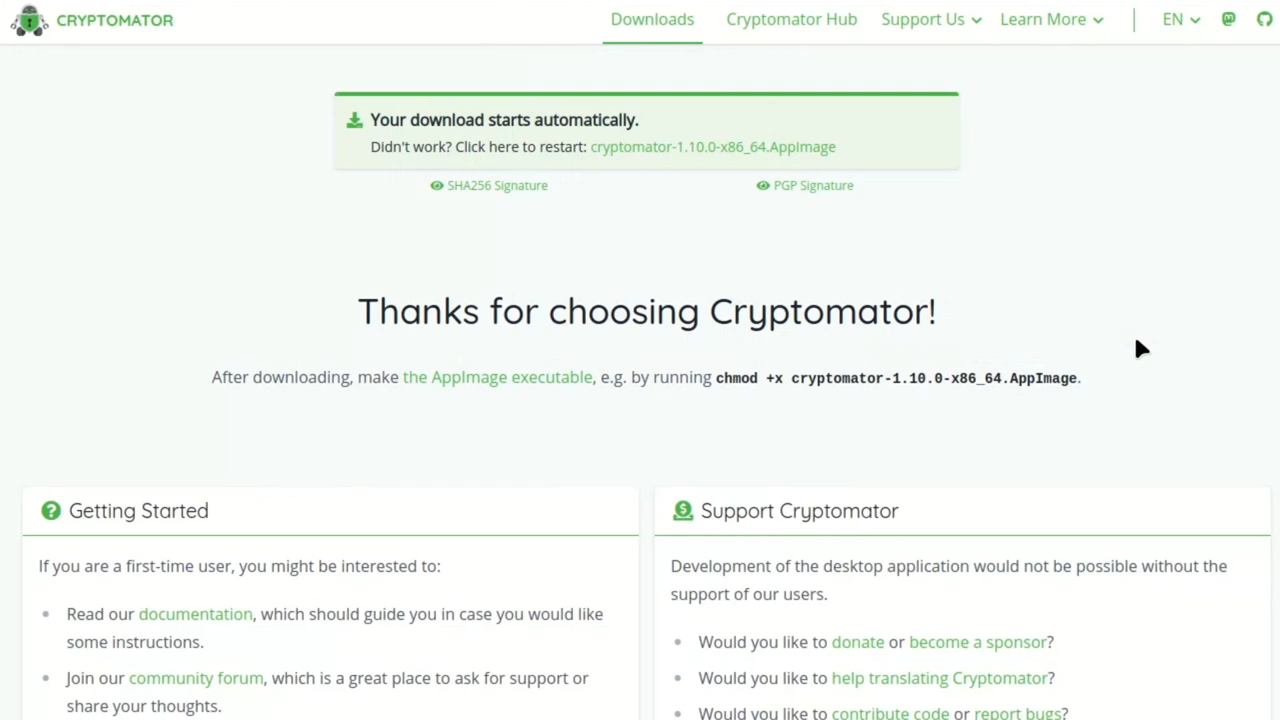 CRYPTOMATOR
Downloads
Cryptomator Hub
Support Us
Learn More
EN
Your download starts automatically.
Didn't work? Click here to restart: cryptomator-1.10.0-x86_64.AppImage
SHA256 Signature
PGP Signature
Thanks for choosing Cryptomator!
After downloading, make the AppImage executable, e.g. by running chmod +x cryptomator-1.10.0-x86_64.AppImage.
Getting Started
If you are a first-time user, you might be interested to:
Read our documentation, which should guide you in case you would like
some instructions.
Join our community forum, which is a great place to ask for support or
share your thoughts.
Support Cryptomator
Development of the desktop application would not be possible without the
support of our users.
Would you like to donate or become a sponsor?
Would you like to help translating Cryptomator?
Would you like to contribute code or report bugs?